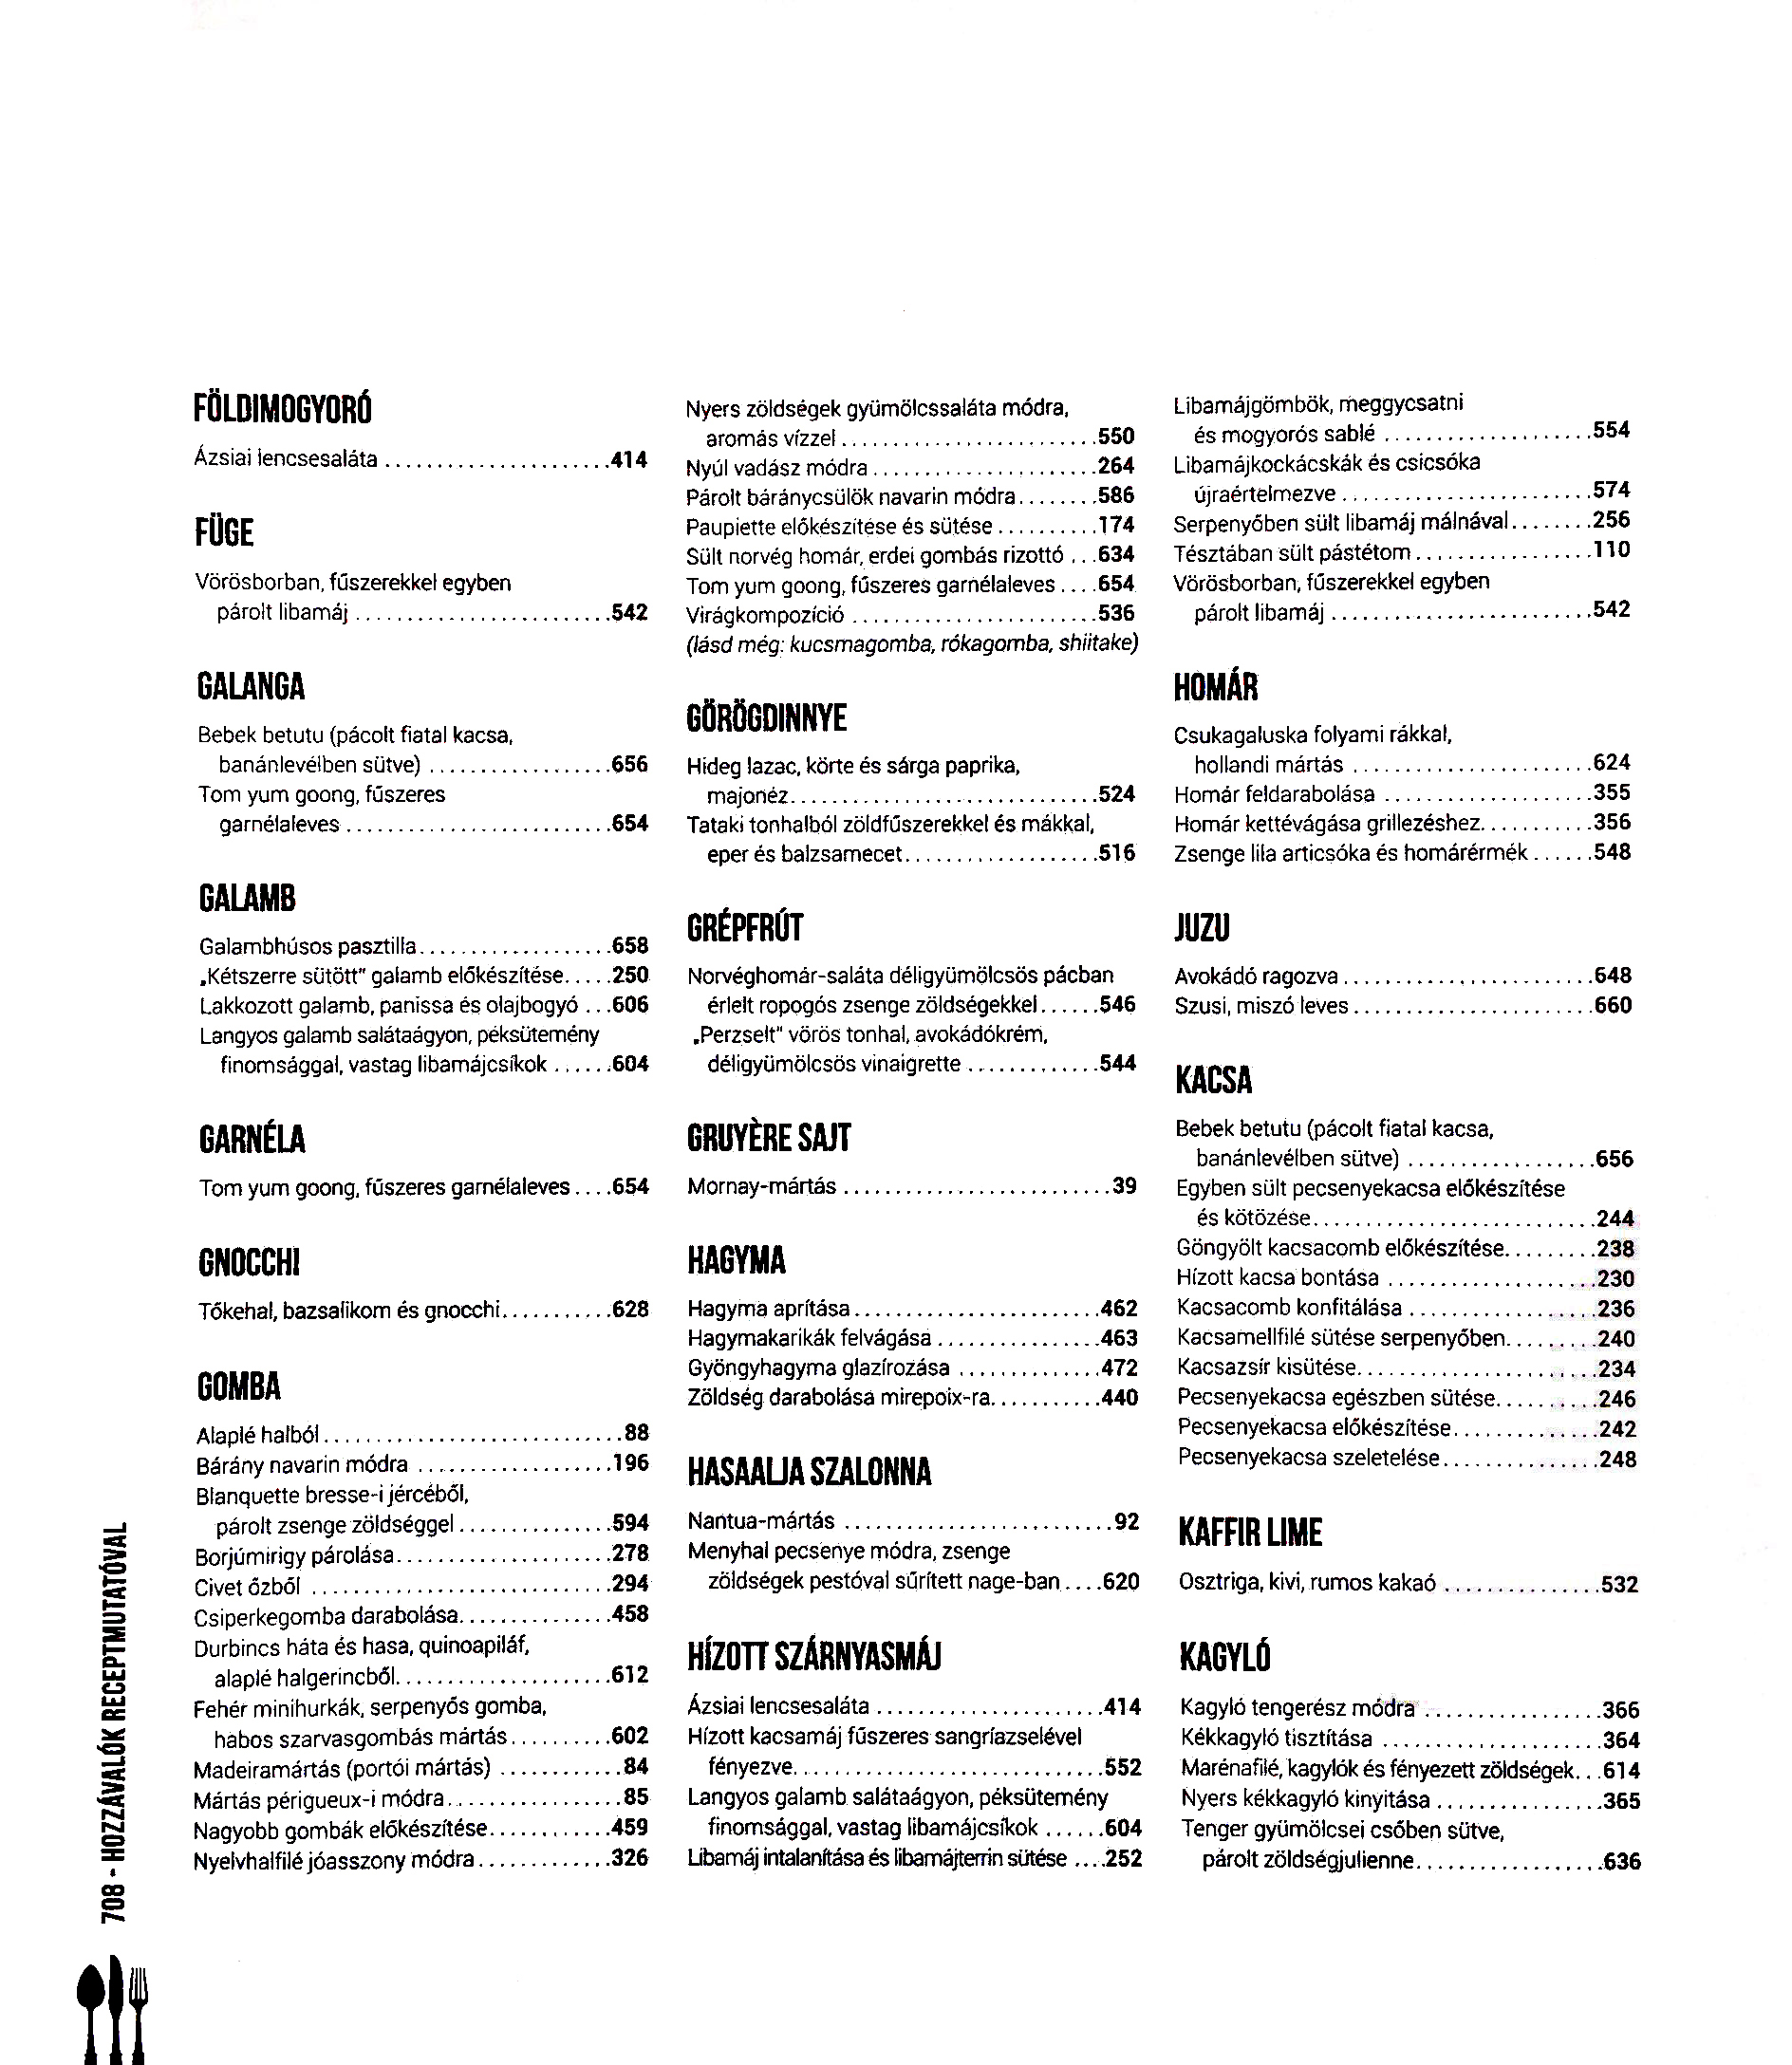 FÖLDIMOGYORÓ
Ázsiai lencsesaláta ......................414
FÜGE
Vörösborban, fűszerekkel egyben
párolt libamáj .........................542
GALANGA
Bebek betutu (pácolt fiatal kacsa,
banánlevélben sütve) ..................656
Tom yum goong, fűszeres
garnélaleves ..........................654
GALAMB
Galambhúsos pasztilla...................658
„Kétszerre sütött" galamb előkészítése.....250
Lakkozott galamb, panissa és olajbogyó ...606
Langyos galamb salátaágyon, péksütemény
finomsággal, vastag libamájcsíkok ......604
GARNÉLA
Tom yum goong, fűszeres garnélaleves....654
GNOCCHI
Tőkehal, bazsalikom és gnocchi...........628
GOMBA
Alaplé halból.............................88
Bárány navarin módra ...................196
Blanquette bresse-i jércéből,
párolt zsenge zöldséggel...............594
Borjúmirigy párolása.....................278
Civet őzből .............................294
Csiperkegomba darabolása...............458
Durbincs háta és hasa, quinoapiláf,
alaplé halgerincből.....................612
Fehér minihurkák, serpenyős gomba,
habos szarvasgombás mártás..........602
Madeiramártás (portói mártás) ............84
Mártás périgueux-i módra.................85
Nagyobb gombák előkészítése............459
Nyelvhalfilé jóasszony módra.............326
Nyers zöldségek gyümölcssaláta módra,
aromás vízzel .........................550
Nyúl vadász módra......................264
Párolt báránycsülök navarin módra........586
Paupiette előkészítése és sütése..........174
Sült norvég homár, erdei gombás rizottó ...634
Tom yum goong, fűszeres garnélaleves....654
Virágkompozíció ........................536
(lásd még: kucsmagomba, rókagomba, shiitake)
GÖRÖGDINNYE
Hideg lazac, körte és sárga paprika,
majonéz..............................524
Tataki tonhalból zöldfűszerekkel és mákkal,
eper és balzsamecet...................516
GRÉPFRÚT
Norvéghomár-saláta déligyümölcsös pácban
érlelt ropogós zsenge zöldségekkel......546
„Perzselt" vörös tonhal, avokádókrém,
déligyümölcsös vinaigrette .............544
GRUYÈRE SAJT
Mornay-mártás ..........................39
HAGYMA
Hagyma aprítása........................462
Hagymakarikák felvágása ................463
Gyöngyhagyma glazírozása ..............472
Zöldség darabolása mirepoix-ra...........440
HASAALJA SZALONNA
Nantua-mártás ..........................92
Menyhal pecsenye módra, zsenge
zöldségek pestóval sűrített nage-ban....620
HÍZOTT SZÁRNYASMÁJ
Ázsiai lencsesaláta ......................414
Hízott kacsamáj fűszeres sangríazselével
fényezve..............................552
Langyos galamb salátaágyon, péksütemény
finomsággal, vastag libamájcsíkok ......604
Libamáj intalanítása és libamájterrin sütése ....252
Libamájgömbök, meggycsatni
és mogyorós sablé ....................554
Libamájkockácskák és csicsóka
újraértelmezve ........................574
Serpenyőben sült libamáj málnával........256
Tésztában sült pástétom.................110
Vörösborban, fűszerekkel egyben
párolt libamáj .........................542
HOMÁR
Csukagaluska folyami rákkal,
hollandi mártás .......................624
Homár feldarabolása ....................355
Homár kettévágása grillezéshez...........356
Zsenge lila articsóka és homárérmék ......548
JUZU
Avokádó ragozva ........................648
Szusi, miszó leves.......................660
KACSA
Bebek betutu (pácolt fiatal kacsa,
banánlevélben sütve) ..................656
Egyben sült pecsenyekacsa előkészítése
és kötözése...........................244
Göngyölt kacsacomb előkészítése.........238
Hízott kacsa bontása ....................230
Kacsacomb konfitálása ..................236
Kacsamellfilé sütése serpenyőben.........240
Kacsazsír kisütése.......................234
Pecsenyekacsa egészben sütése..........246
Pecsenyekacsa előkészítése..............242
Pecsenyekacsa szeletelése...............248
KAFFIR LIME
Osztriga, kivi, rumos kakaó ...............532
KAGYLÓ
Kagyló tengerész módra .................366
Kékkagyló tisztítása .....................364
Marénafilé, kagylók és fényezett zöldségek...614
Nyers kékkagyló kinyitása ................365
Tenger gyümölcsei csőben sütve,
párolt zöldségjulienne..................636
708 - HOZZÁVALÓK RECEPTMUTATÓVAL